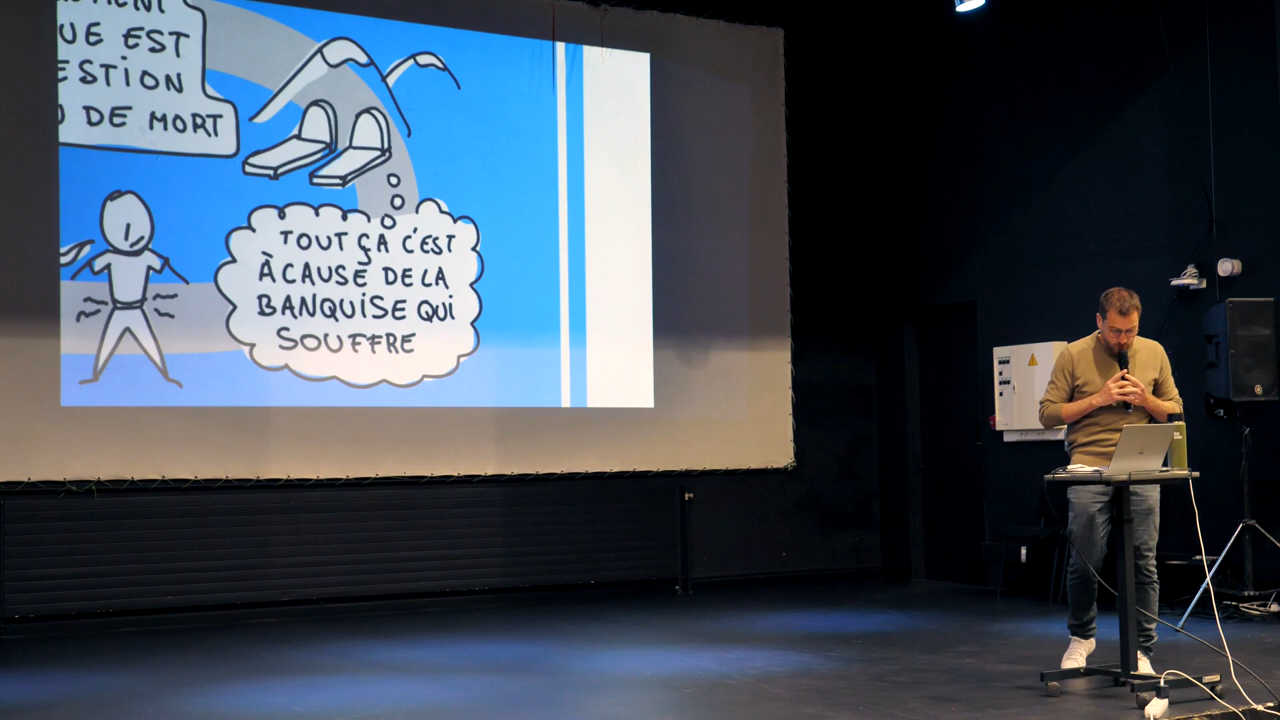 UE EST
ESTION
DE MORT
TOUT ÇA C'EST
À CAUSE DE LA
BANQUISE QUI
SOUFFRE